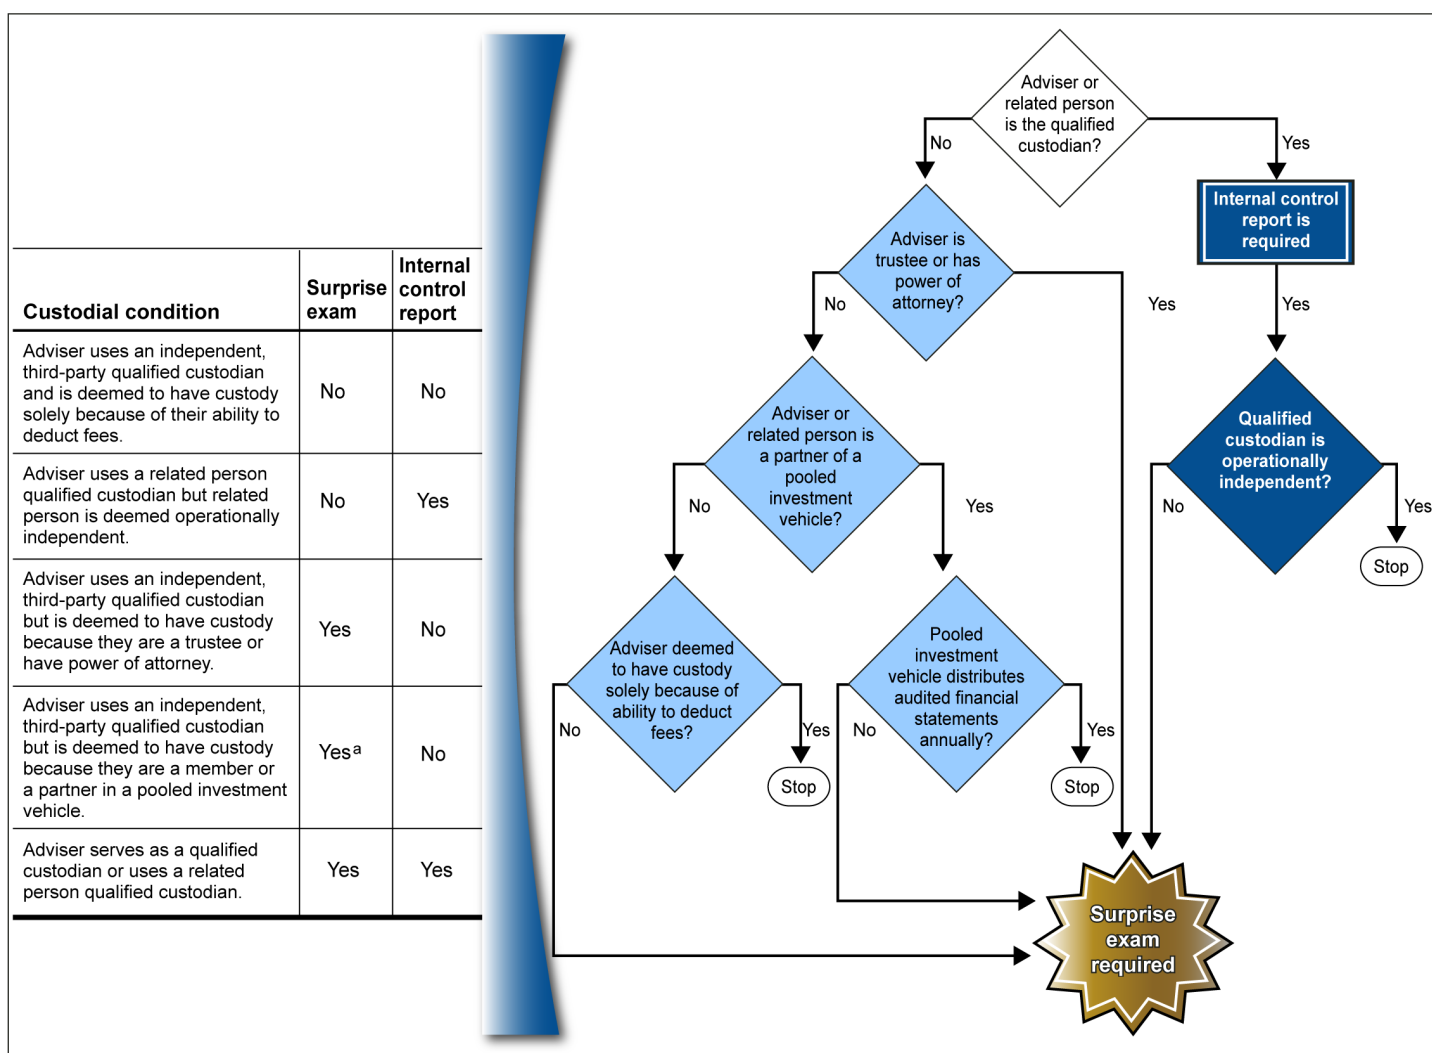 Custodial condition
Surprise
exam
Internal
control
report
Adviser uses an independent,
third-party qualified custodian
and is deemed to have custody
solely because of their ability to
deduct fees.
No
No
Adviser uses a related person
qualified custodian but related
person is deemed operationally
independent.
No
Yes
Adviser uses an independent,
third-party qualified custodian
but is deemed to have custody
because they are a trustee or
have power of attorney.
Yes
No
Adviser uses an independent,
third-party qualified custodian
but is deemed to have custody
because they are a member or
a partner in a pooled investment
vehicle.
Yesª
No
Adviser serves as a qualified
custodian or uses a related
person qualified custodian.
Yes
Yes
Adviser or
related person
is the qualified
custodian?
No
Yes
Internal control
report is
required
Adviser is
trustee or has
power of
attorney?
No
Yes
Yes
Adviser or
related person is
a partner of a
pooled
investment
vehicle?
No
Yes
Qualified
custodian is
operationally
independent?
No
Yes
Stop
Adviser deemed
to have custody
solely because of
ability to deduct
fees?
No
Yes
Stop
Pooled
investment
vehicle distributes
audited financial
statements
annually?
No
Yes
Stop
Surprise
exam
required